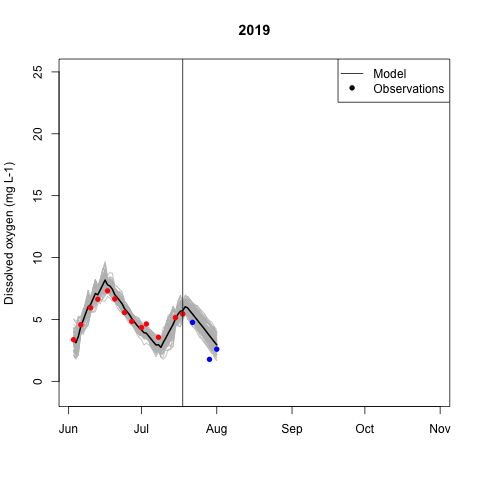 2019
Model
Observations
Dissolved oxygen (mg L-1)
25
20
15
10
5
0
Jun Jul Aug Sep Oct Nov